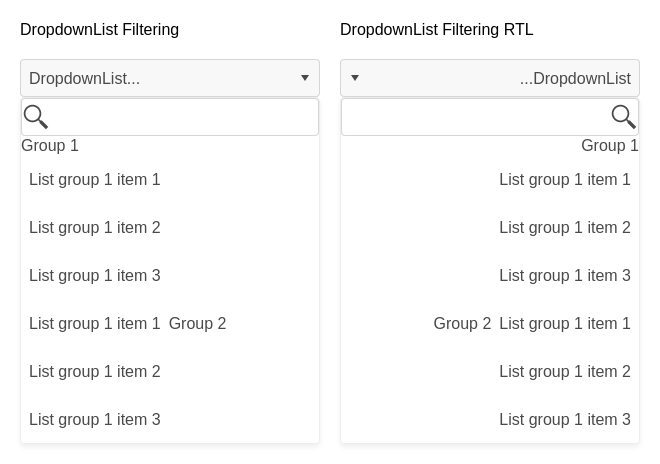 DropdownList Filtering
DropdownList...
Group 1
List group 1 item 1
List group 1 item 2
List group 1 item 3
List group 1 item 1 Group 2
List group 1 item 2
List group 1 item 3
DropdownList Filtering RTL
...DropdownList
Group 1
List group 1 item 1
List group 1 item 2
List group 1 item 3
Group 2 List group 1 item 1
List group 1 item 2
List group 1 item 3